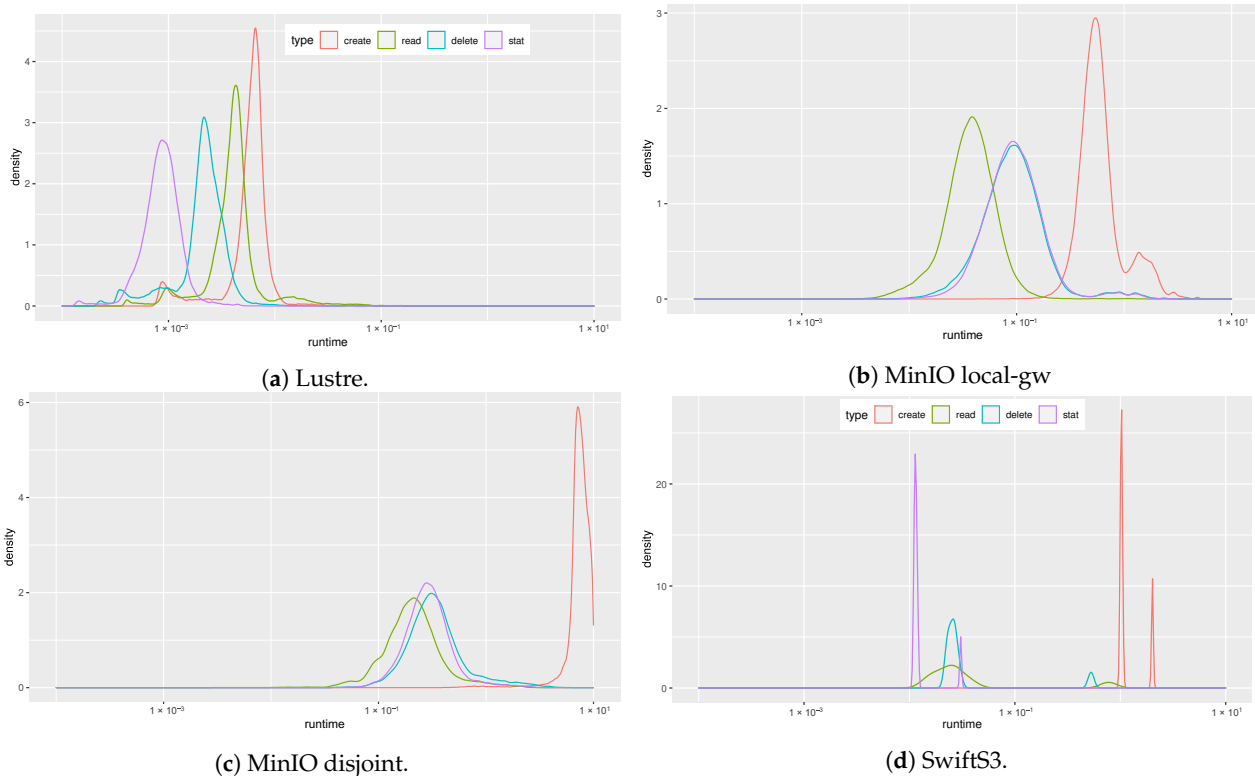 type create read delete stat
4
3
2
1
0
density
1 × 10⁻³ 1 × 10⁻¹ 1 × 10¹
runtime
(a) Lustre.
3
2
1
0
density
1 × 10⁻³ 1 × 10⁻¹ 1 × 10¹
runtime
(b) MinIO local-gw
6
4
2
0
density
1 × 10⁻³ 1 × 10⁻¹ 1 × 10¹
runtime
(c) MinIO disjoint.
type create read delete stat
20
10
0
density
1 × 10⁻³ 1 × 10⁻¹ 1 × 10¹
runtime
(d) SwiftS3.